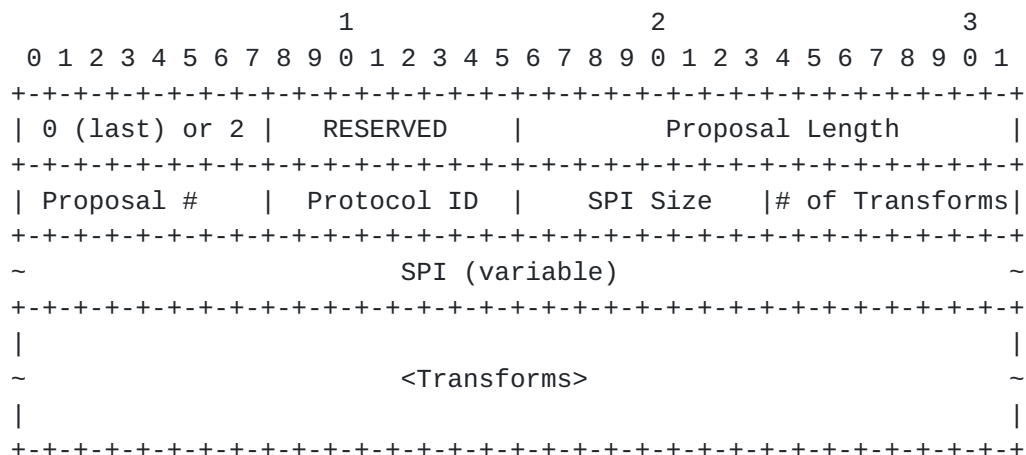 1                   2                   3
 0 1 2 3 4 5 6 7 8 9 0 1 2 3 4 5 6 7 8 9 0 1 2 3 4 5 6 7 8 9 0 1
+-+-+-+-+-+-+-+-+-+-+-+-+-+-+-+-+-+-+-+-+-+-+-+-+-+-+-+-+-+-+-+-+
| 0 (last) or 2 |   RESERVED    |         Proposal Length       |
+-+-+-+-+-+-+-+-+-+-+-+-+-+-+-+-+-+-+-+-+-+-+-+-+-+-+-+-+-+-+-+-+
| Proposal #    |  Protocol ID  |    SPI Size   |# of Transforms|
+-+-+-+-+-+-+-+-+-+-+-+-+-+-+-+-+-+-+-+-+-+-+-+-+-+-+-+-+-+-+-+-+
~                        SPI (variable)                         ~
+-+-+-+-+-+-+-+-+-+-+-+-+-+-+-+-+-+-+-+-+-+-+-+-+-+-+-+-+-+-+-+-+
|                                                               |
~                        <Transforms>                           ~
|                                                               |
+-+-+-+-+-+-+-+-+-+-+-+-+-+-+-+-+-+-+-+-+-+-+-+-+-+-+-+-+-+-+-+-+